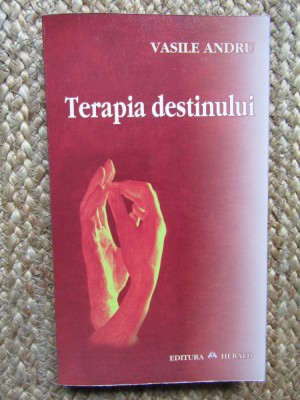 VASILE ANDRU
Terapia destinului
EDITURA HERALD